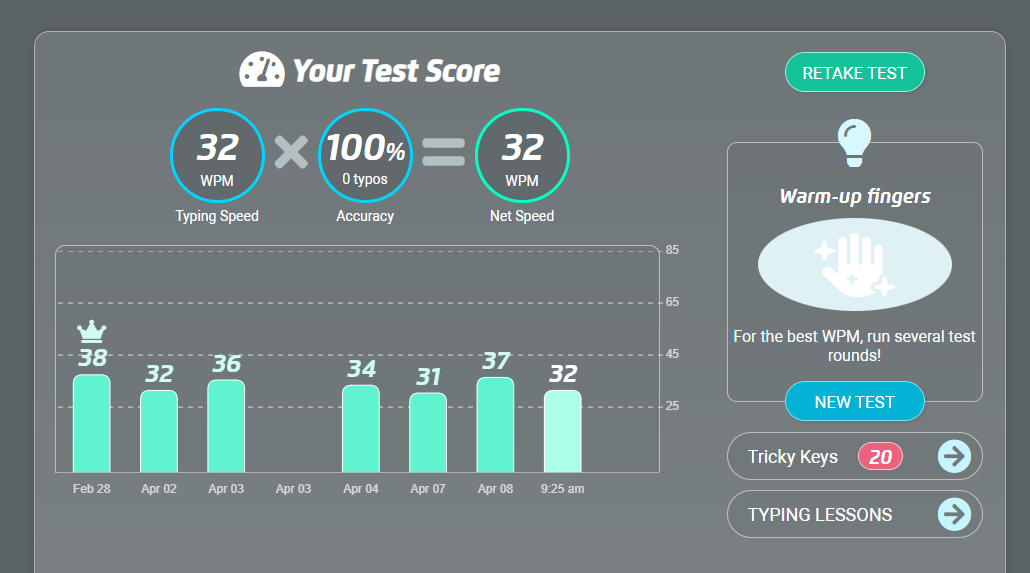 Your Test Score
32
WPM
Typing Speed
100%
0 typos
Accuracy
32
WPM
Net Speed
85
65
45
25
38
32
36
34
31
37
32
Feb 28
Apr 02
Apr 03
Apr 03
Apr 04
Apr 07
Apr 08
9:25 am
RETAKE TEST
Warm-up fingers
For the best WPM, run several test
rounds!
NEW TEST
Tricky Keys 20
TYPING LESSONS